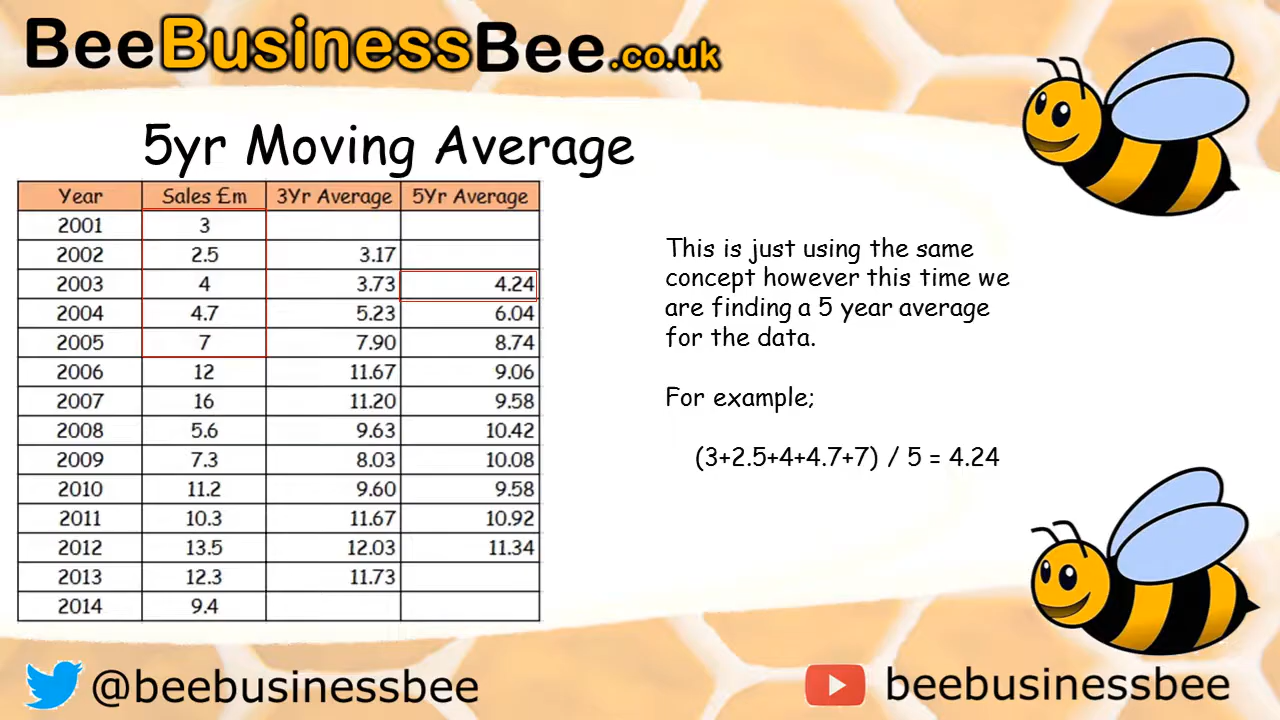 BeeBusinessBee.co.uk
5yr Moving Average
Year Sales £m 3Yr Average 5Yr Average
2001 3
2002 2.5 3.17
2003 4 3.73 4.24
2004 4.7 5.23 6.04
2005 7 7.90 8.74
2006 12 11.67 9.06
2007 16 11.20 9.58
2008 5.6 9.63 10.42
2009 7.3 8.03 10.08
2010 11.2 9.60 9.58
2011 10.3 11.67 10.92
2012 13.5 12.03 11.34
2013 12.3 11.73
2014 9.4
This is just using the same
concept however this time we
are finding a 5 year average
for the data.
For example;
(3+2.5+4+4.7+7) / 5 = 4.24
@beebusinessbee
beebusinessbee